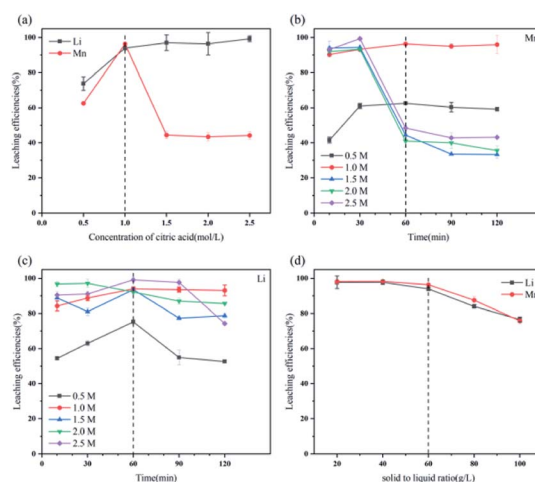 (a)
Li
Mn
Leaching efficiencies(%)
100
80
60
40
20
0
0.5
1.0
1.5
2.0
2.5
Concentration of citric acid(mol/L)
(b)
Leaching efficiencies(%)
100
80
60
40
20
0
0.5 M
1.0 M
1.5 M
2.0 M
2.5 M
0
30
60
90
120
Time(min)
(c)
Li
Leaching efficiencies(%)
100
80
60
40
20
0
0.5 M
1.0 M
1.5 M
2.0 M
2.5 M
0
30
60
90
120
Time(min)
(d)
Li
Leaching efficiencies(%)
100
80
60
40
20
0
20
40
60
80
100
solid to liquid ratio(g/L)